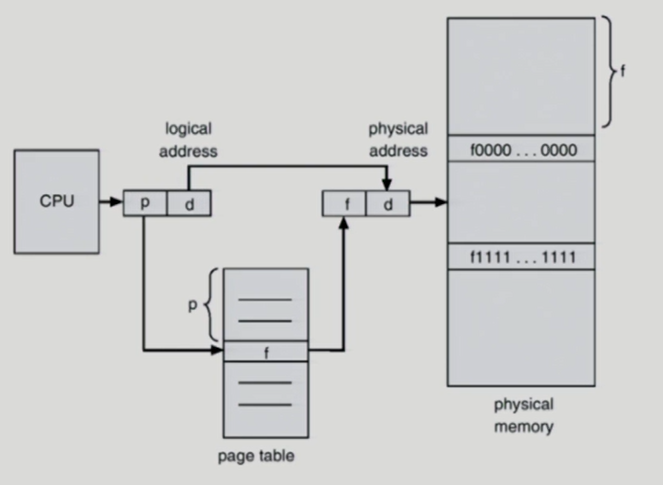 logical
address
physical
address
CPU
p
d
f
d
p
f
page table
f
f0000 ... 0000
f1111 ... 1111
physical
memory